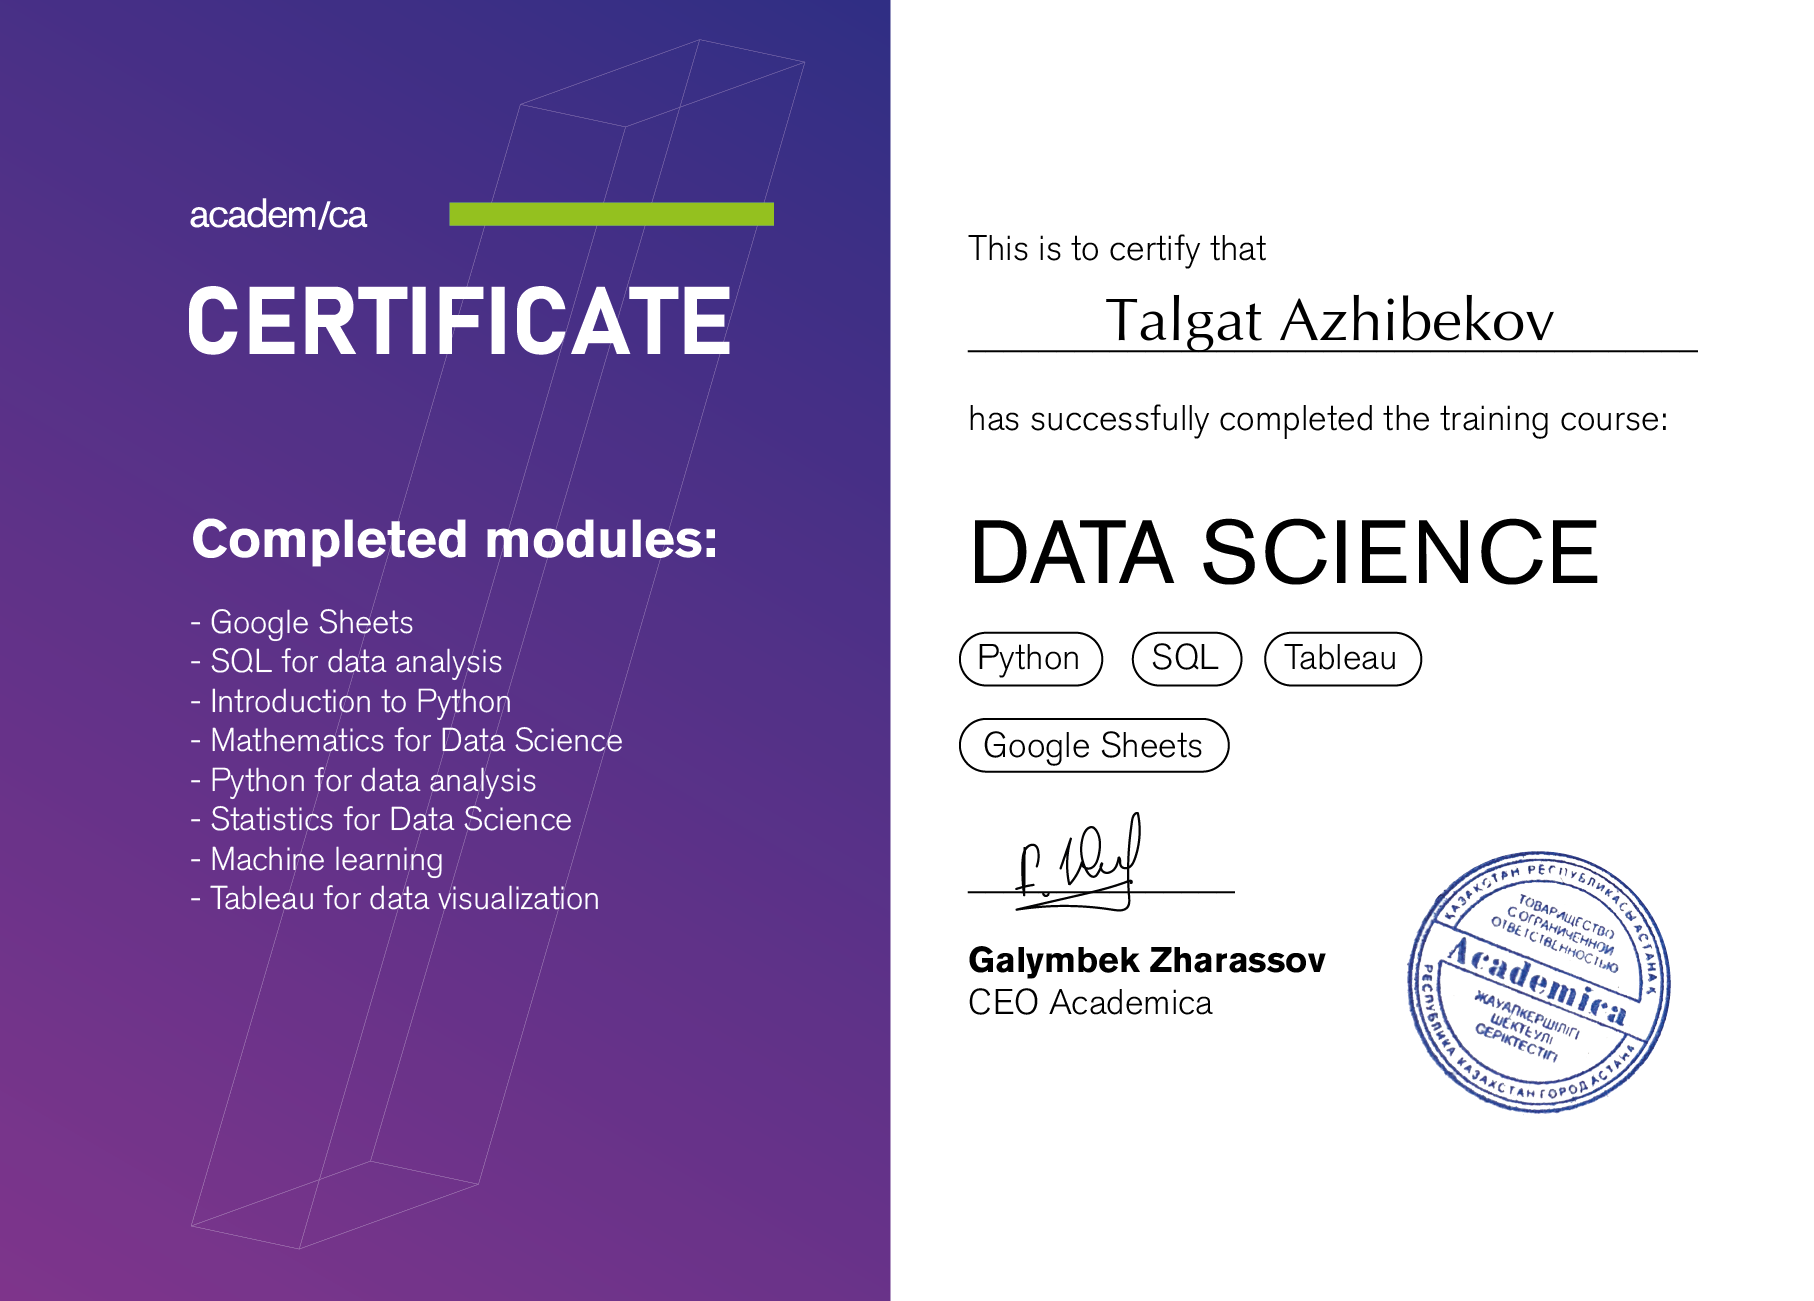 academ/ca
CERTIFICATE
Completed modules:
- Google Sheets
- SQL for data analysis
- Introduction to Python
- Mathematics for Data Science
- Python for data analysis
- Statistics for Data Science
- Machine learning
- Tableau for data visualization
This is to certify that
Talgat Azhibekov
has successfully completed the training course:
DATA SCIENCE
Python SQL Tableau
Google Sheets
Galymbek Zharassov
CEO Academica
ҚАЗАҚСТАН РЕСПУБЛИКАСЫ АСТАНА Қ
ТОВАРИЩЕСТВО
С ОГРАНИЧЕННОЙ
ОТВЕТСТВЕННОСТЬЮ
Academica
ЖАУАПКЕРШІЛІГІ
ШЕКТЕУЛІ
СЕРІКТЕСТІГІ
РЕСПУБЛИКА КАЗАХСТАН ГОРОД АСТАНА